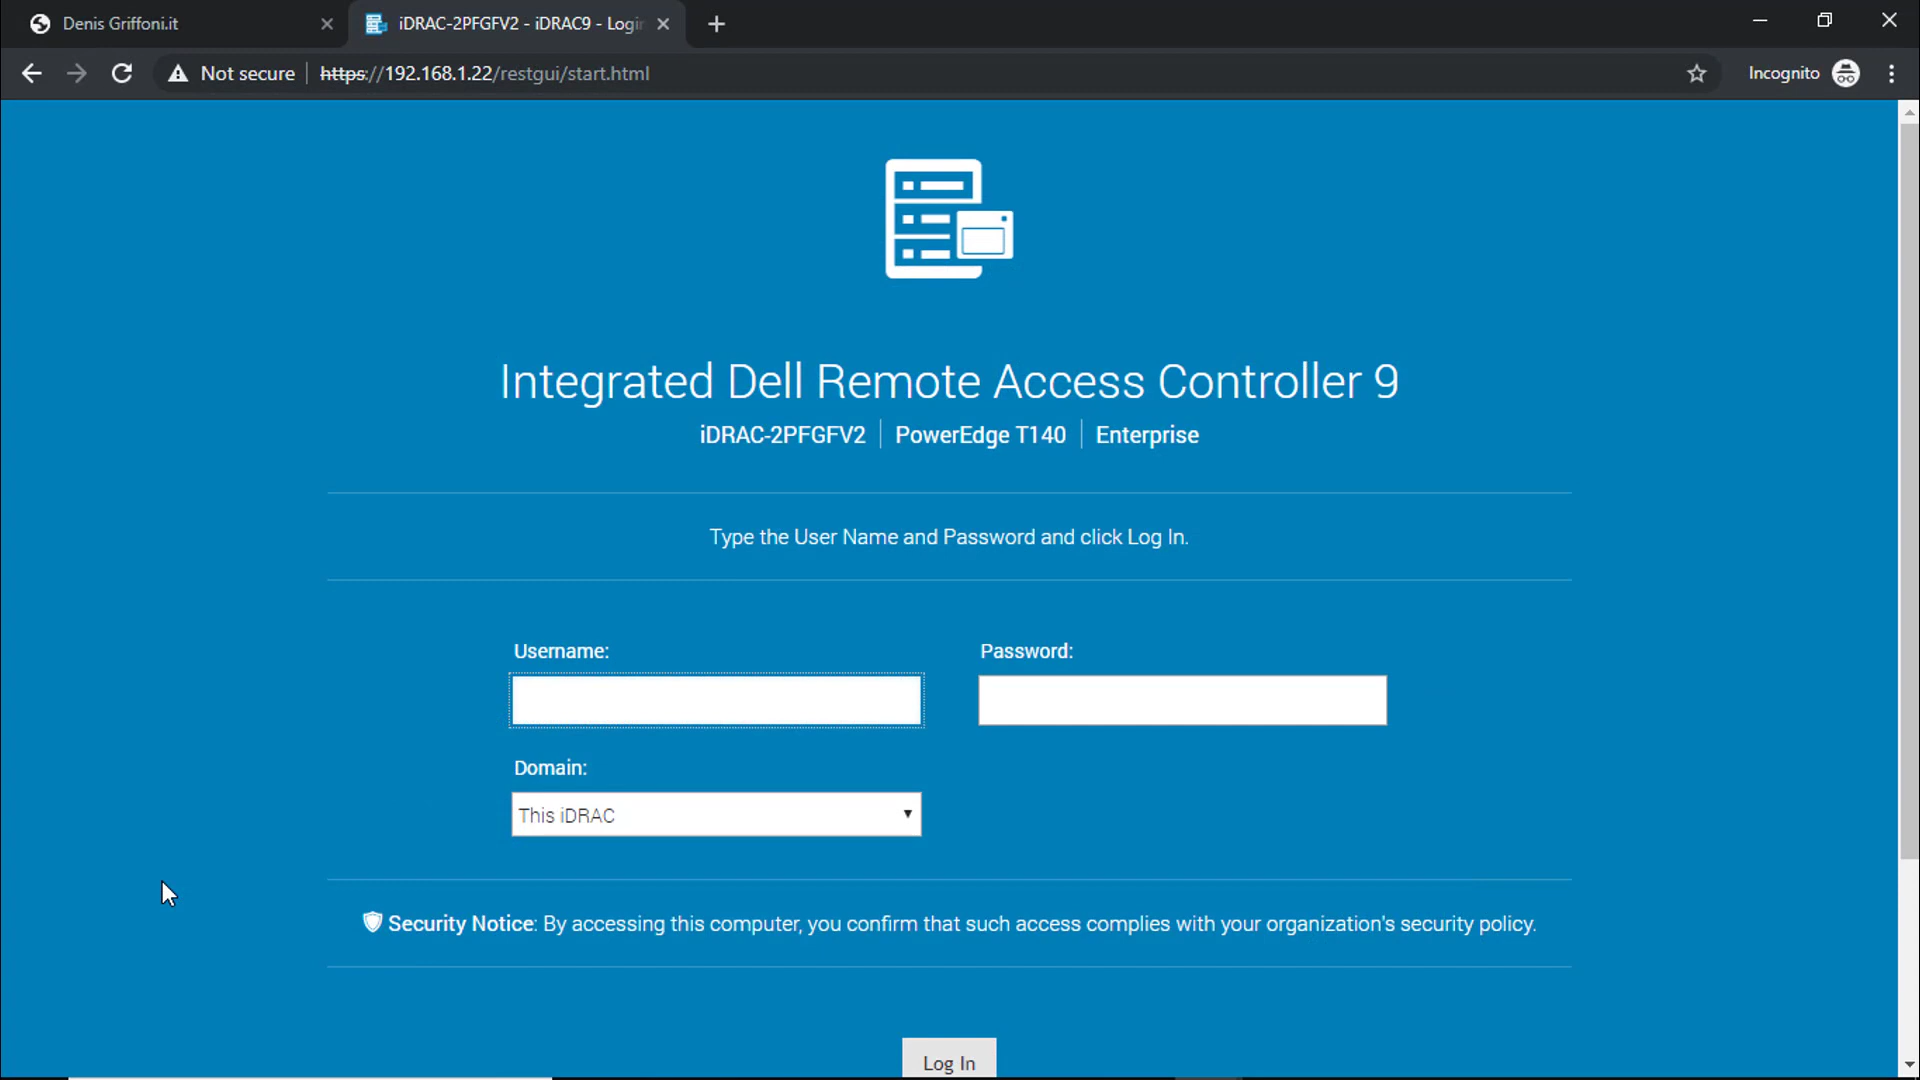 Denis Griffoni.it
iDRAC-2PFGFV2 - iDRAC9 - Login
Not secure https://192.168.1.22/restgui/start.html
Incognito
Integrated Dell Remote Access Controller 9
iDRAC-2PFGFV2 PowerEdge T140 Enterprise
Type the User Name and Password and click Log In.
Username: Password:
Domain:
This iDRAC
Security Notice: By accessing this computer, you confirm that such access complies with your organization's security policy.
Log In